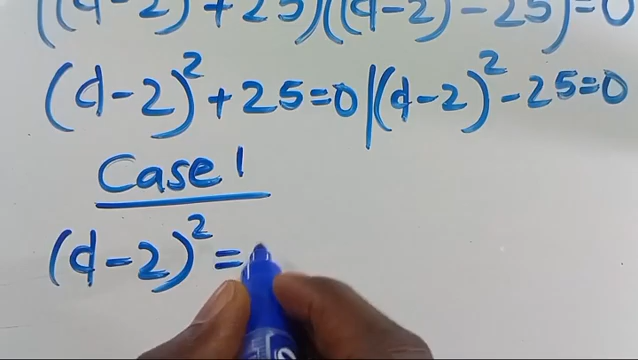 ((d-2)² + 25)((d-2)² - 25) = 0
(d-2)² + 25 = 0 | (d-2)² - 25 = 0
Case 1
(d-2)² =